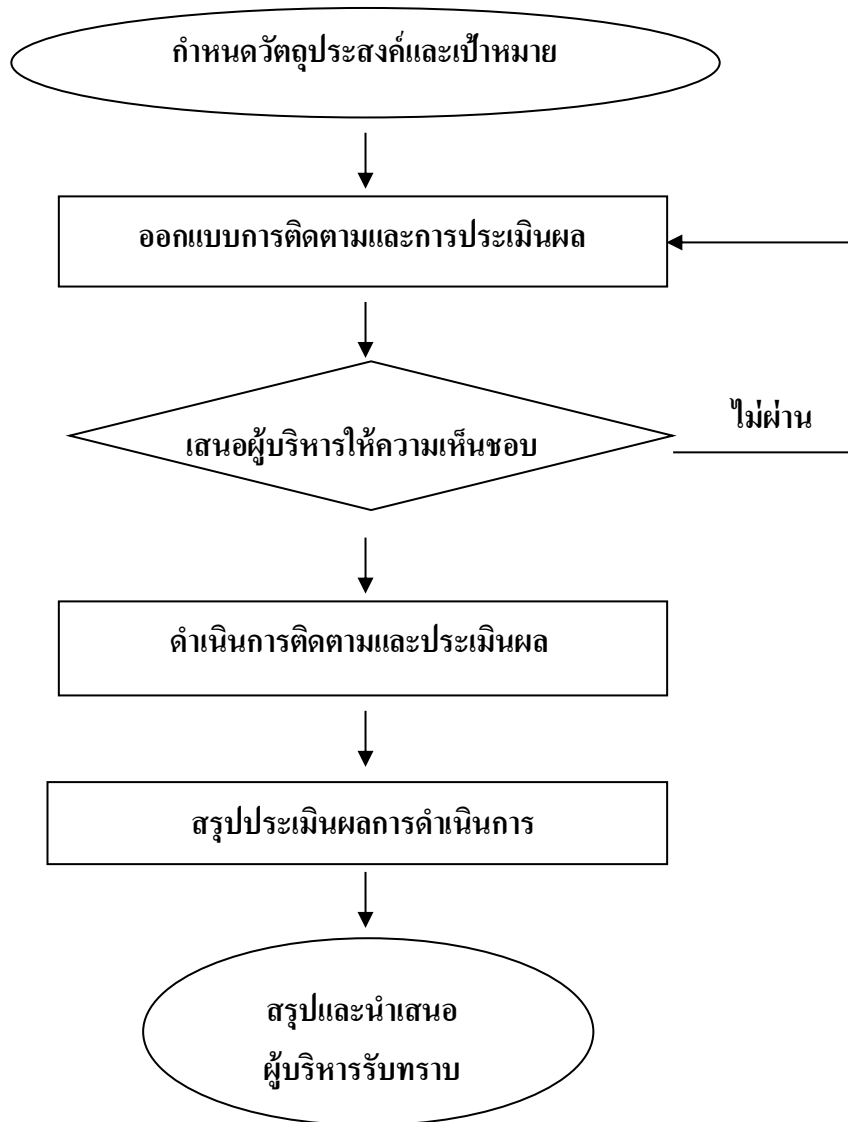 กำหนดวัตถุประสงค์และเป้าหมาย
ออกแบบการติดตามและการประเมินผล
เสนอผู้บริหารให้ความเห็นชอบ
ไม่ผ่าน
ดำเนินการติดตามและประเมินผล
สรุปประเมินผลการดำเนินการ
สรุปและนำเสนอ
ผู้บริหารรับทราบ